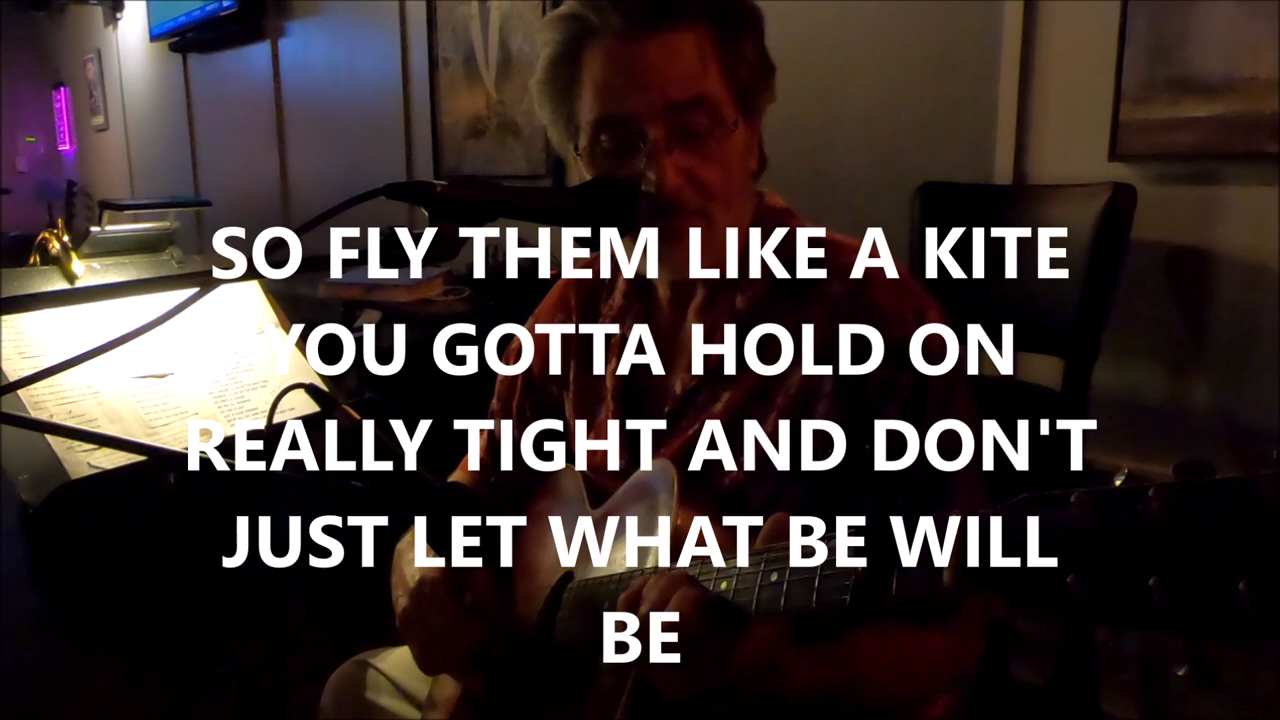 SO FLY THEM LIKE A KITE
YOU GOTTA HOLD ON
REALLY TIGHT AND DON'T
JUST LET WHAT BE WILL
BE